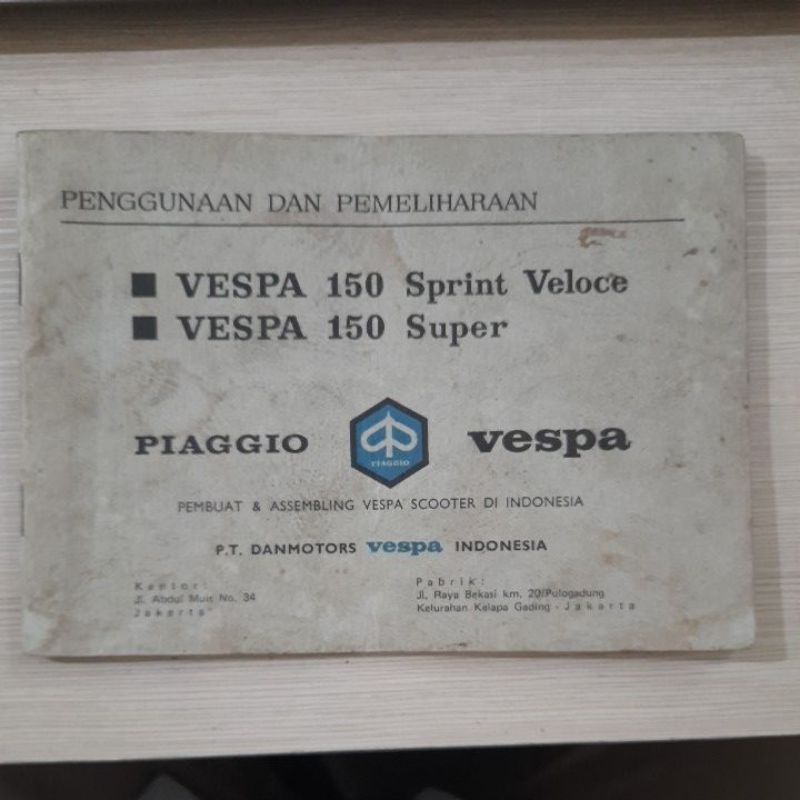 PENGGUNAAN DAN PEMELIHARAAN
■ VESPA 150 Sprint Veloce
■ VESPA 150 Super
PIAGGIO PIAGGIO vespa
PEMBUAT & ASSEMBLING VESPA SCOOTER DI INDONESIA
P.T. DANMOTORS vespa INDONESIA
Kantor:
Jl. Abdul Muis No. 34
Jakarta
Pabrik:
Jl. Raya Bekasi km. 20/Pulogadung
Kelurahan Kelapa Gading - Jakarta